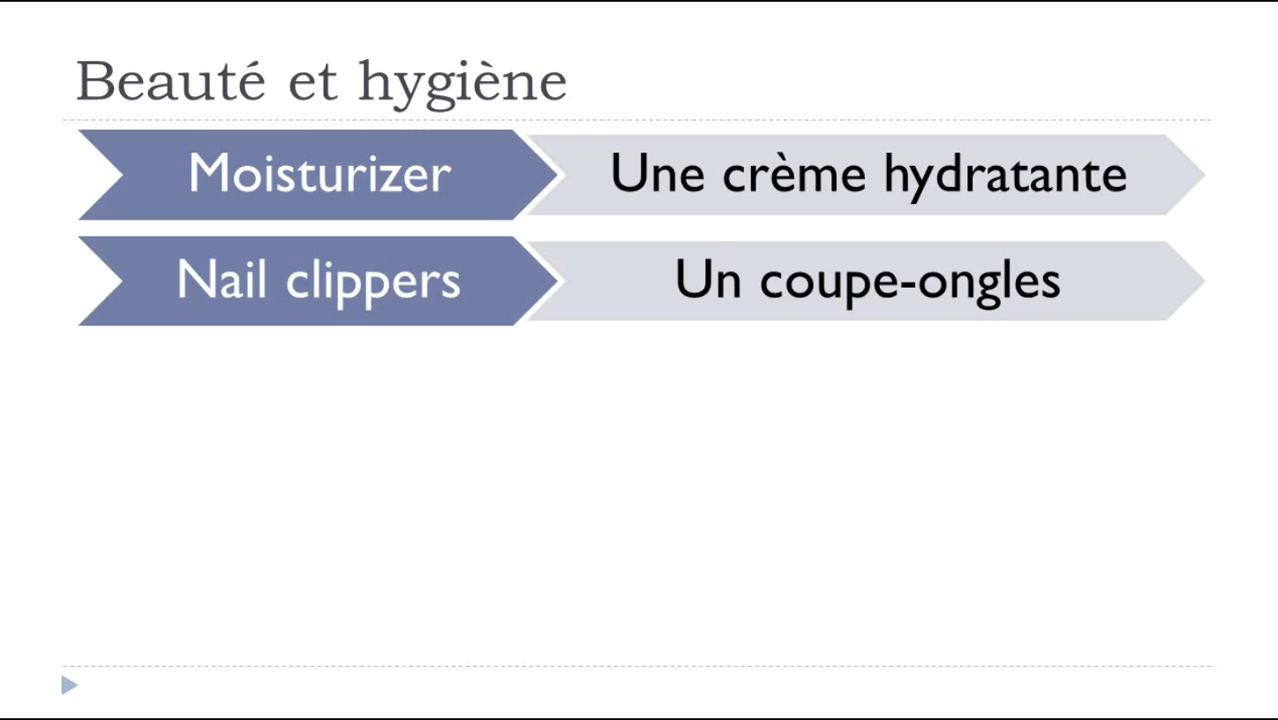 Beauté et hygiène
Moisturizer
Une crème hydratante
Nail clippers
Un coupe-ongles